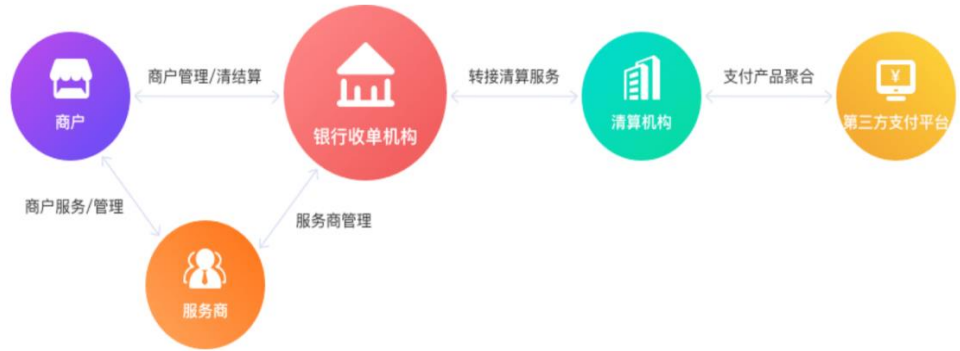 商户管理/清结算
转接清算服务
支付产品聚合
商户
银行收单机构
清算机构
第三方支付平台
¥
商户服务/管理
服务商管理
服务商